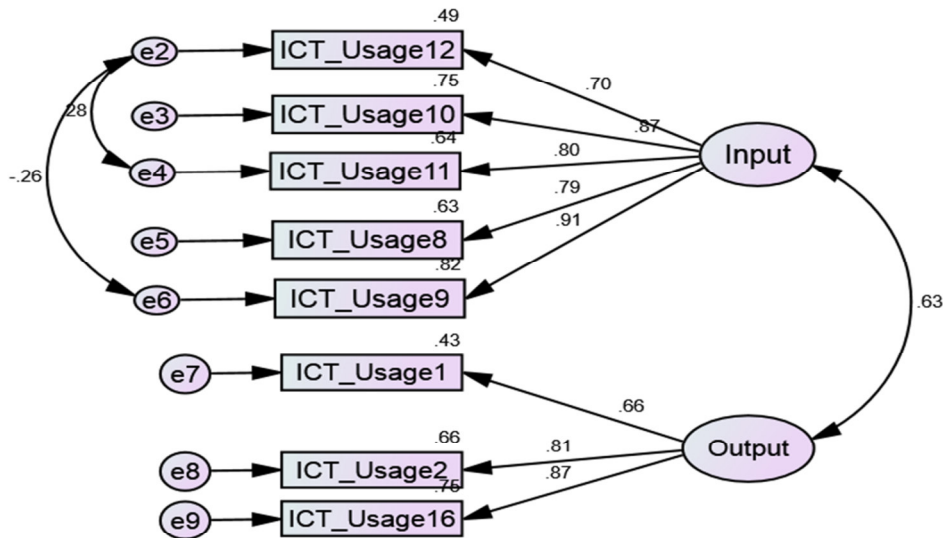 .49
e2
ICT_Usage12
.75
.70
e3
ICT_Usage10
28
.64
.87
e4
ICT_Usage11
.80
Input
-.26
.79
.63
e5
ICT_Usage8
.91
.82
e6
ICT_Usage9
.63
.43
e7
ICT_Usage1
.66
.66
.81
Output
e8
ICT_Usage2
.75
.87
e9
ICT_Usage16